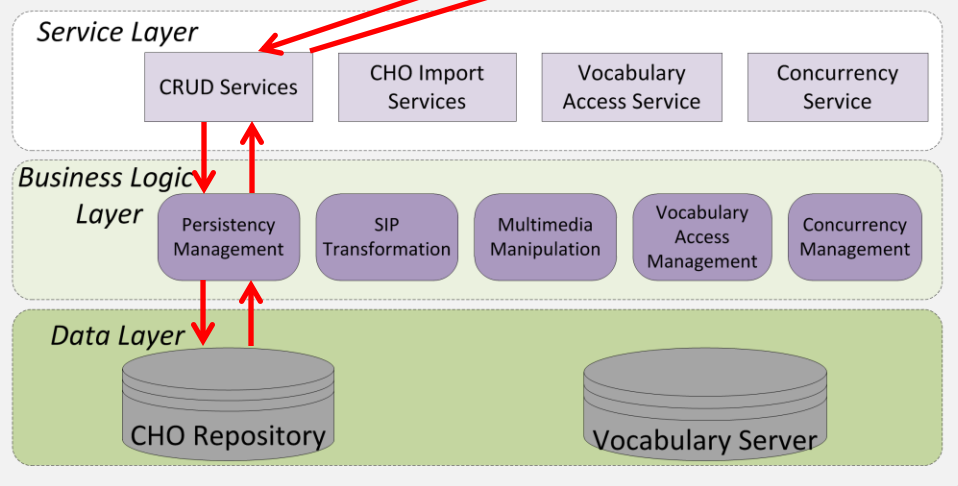 Service Layer
CRUD Services
CHO Import
Services
Vocabulary
Access Service
Concurrency
Service
Business Logic
Layer
Persistency
Management
SIP
Transformation
Multimedia
Manipulation
Vocabulary
Access
Management
Concurrency
Management
Data Layer
CHO Repository
Vocabulary Server